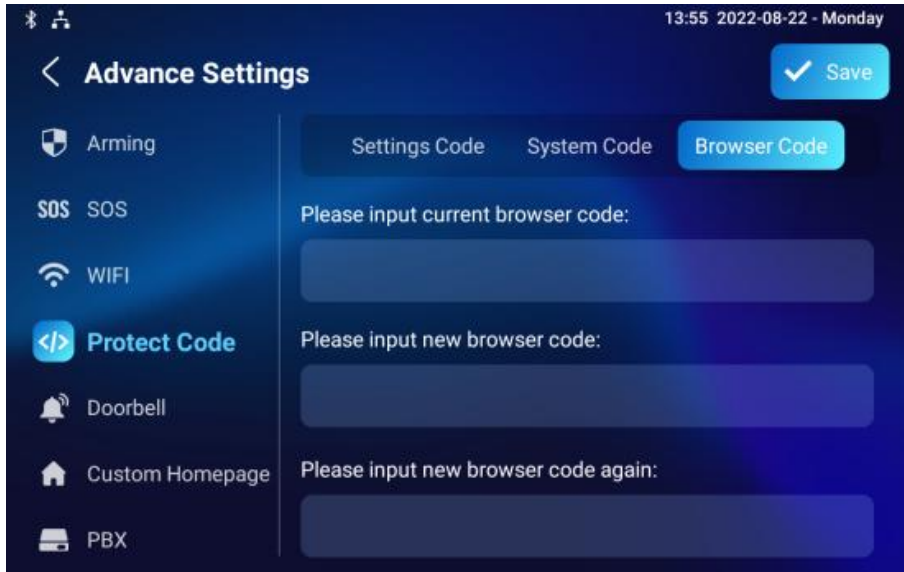 13:55 2022-08-22 - Monday
Advance Settings
Save
Arming
SOS SOS
WIFI
</> Protect Code
Doorbell
Custom Homepage
PBX
Settings Code System Code Browser Code
Please input current browser code:
Please input new browser code:
Please input new browser code again: